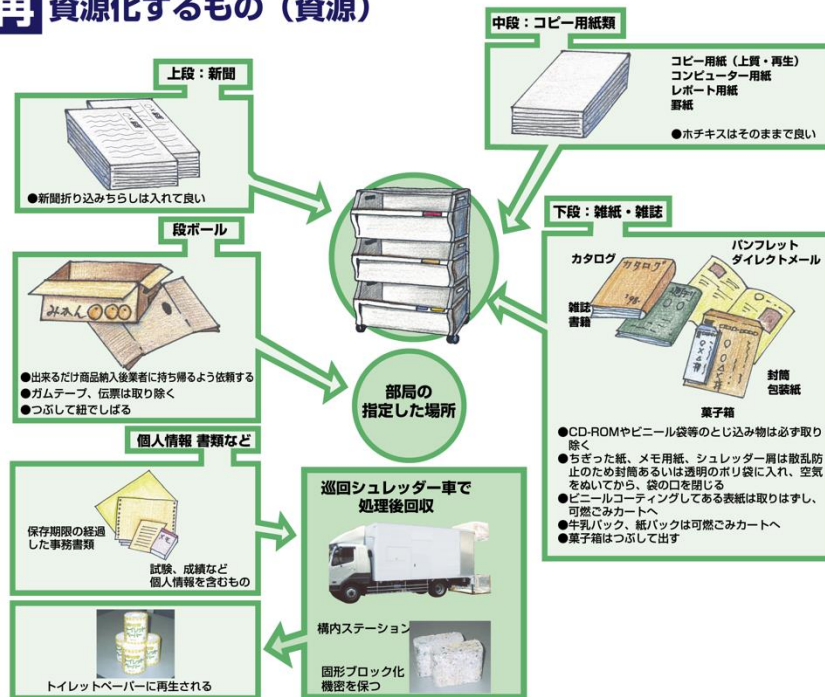 再 資源化するもの（資源）
上段：新聞
●新聞折り込みちらしは入れて良い
中段：コピー用紙類
コピー用紙（上質・再生）
コンピューター用紙
レポート用紙
罫紙
●ホチキスはそのままで良い
段ボール
みかん
●出来るだけ商品納入後業者に持ち帰るよう依頼する
●ガムテープ、伝票は取り除く
●つぶして紐でしばる
部局の
指定した場所
下段：雑紙・雑誌
カタログ
カタログ
パンフレット
ダイレクトメール
雑誌
書籍
封筒
包装紙
菓子箱
●CD-ROMやビニール袋等のとじ込み物は必ず取り
除く
●ちぎった紙、メモ用紙、シュレッダー屑は散乱防
止のため封筒あるいは透明のポリ袋に入れ、空気
をぬいてから、袋の口を閉じる
●ビニールコーティングしてある表紙は取りはずし、
可燃ごみカートへ
●牛乳パック、紙パックは可燃ごみカートへ
●菓子箱はつぶして出す
個人情報 書類など
保存期限の経過
した事務書類
試験、成績など
個人情報を含むもの
巡回シュレッダー車で
処理後回収
構内ステーション
固形ブロック化
機密を保つ
トイレットペーパーに再生される